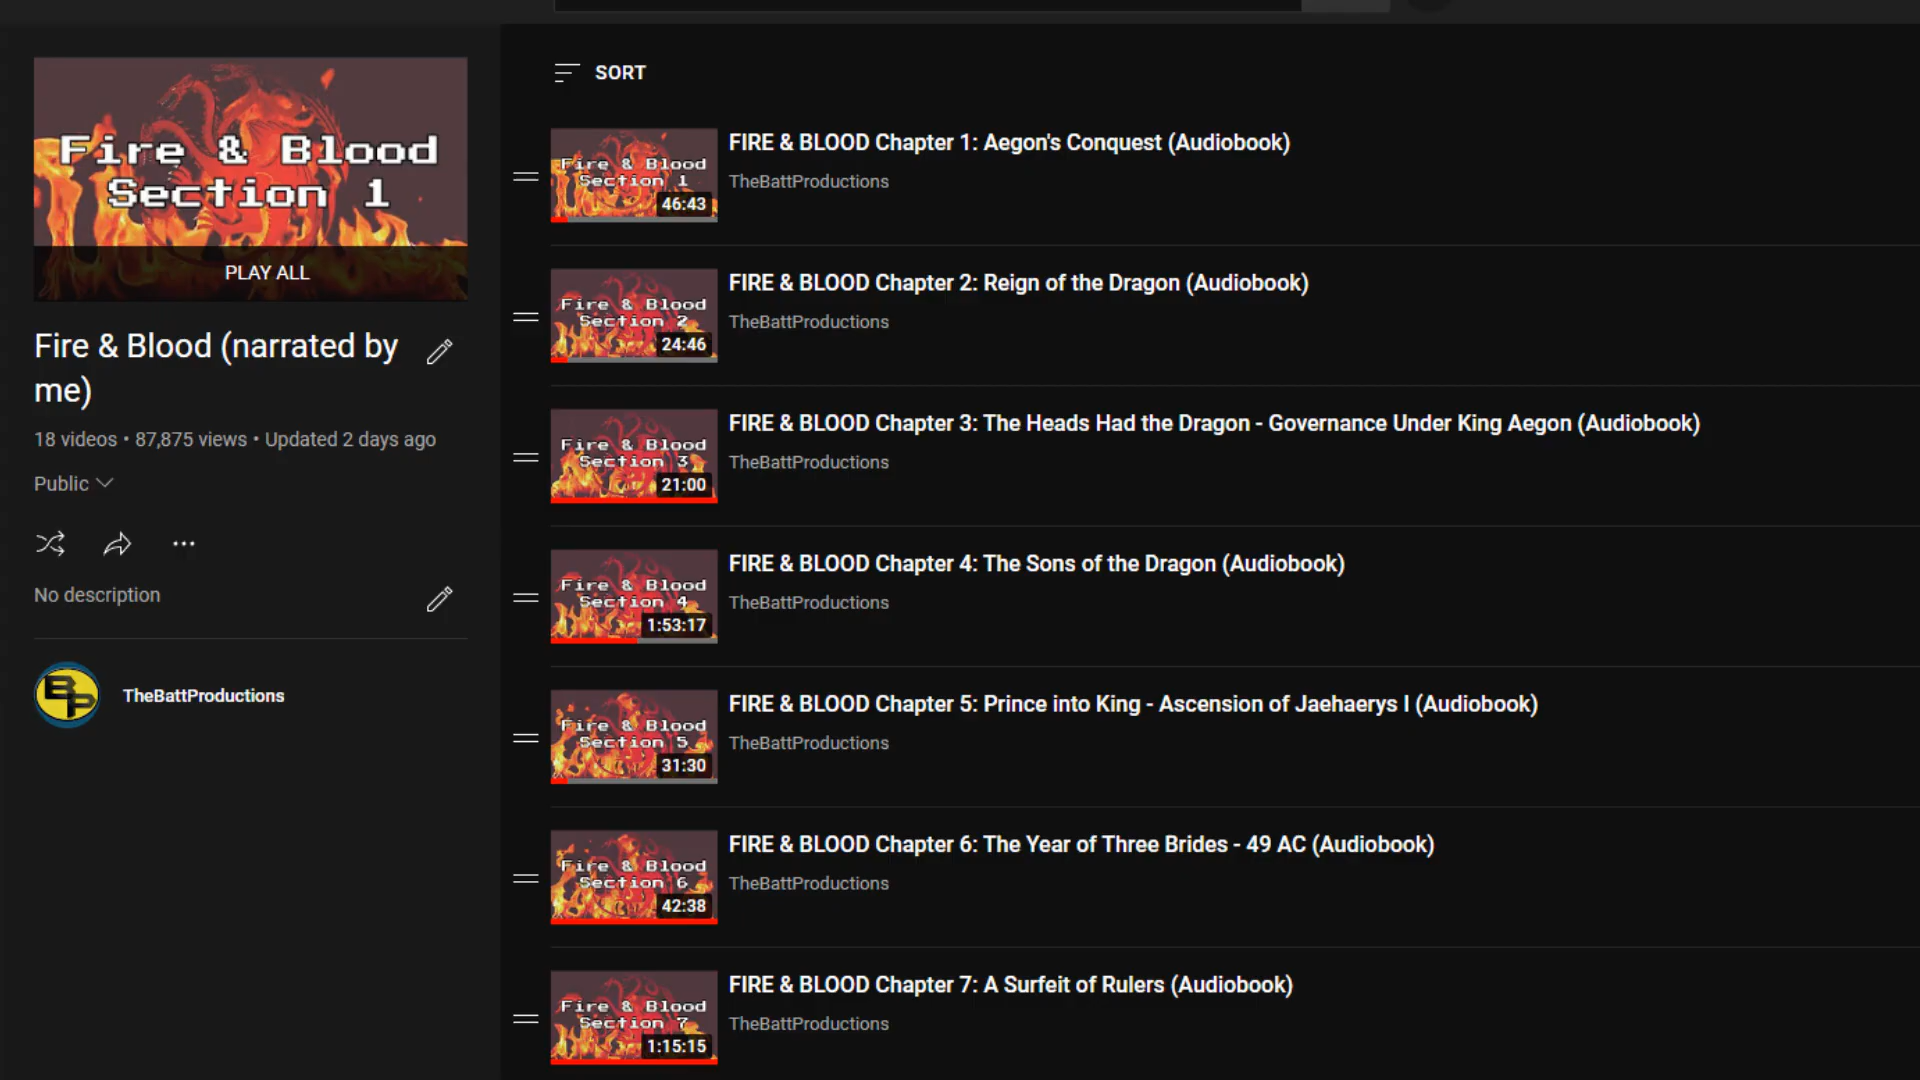 Fire & Blood
Section 1
PLAY ALL
Fire & Blood (narrated by
me)
18 videos • 87,875 views • Updated 2 days ago
Public
No description
BP
TheBattProductions
SORT
Fire & Blood
Section 1
46:43
FIRE & BLOOD Chapter 1: Aegon's Conquest (Audiobook)
TheBattProductions
Fire & Blood
Section 2
24:46
FIRE & BLOOD Chapter 2: Reign of the Dragon (Audiobook)
TheBattProductions
Fire & Blood
Section 3
21:00
FIRE & BLOOD Chapter 3: The Heads Had the Dragon - Governance Under King Aegon (Audiobook)
TheBattProductions
Fire & Blood
Section 4
1:53:17
FIRE & BLOOD Chapter 4: The Sons of the Dragon (Audiobook)
TheBattProductions
Fire & Blood
Section 5
31:30
FIRE & BLOOD Chapter 5: Prince into King - Ascension of Jaehaerys I (Audiobook)
TheBattProductions
Fire & Blood
Section 6
42:38
FIRE & BLOOD Chapter 6: The Year of Three Brides - 49 AC (Audiobook)
TheBattProductions
Fire & Blood
Section 7
1:15:15
FIRE & BLOOD Chapter 7: A Surfeit of Rulers (Audiobook)
TheBattProductions